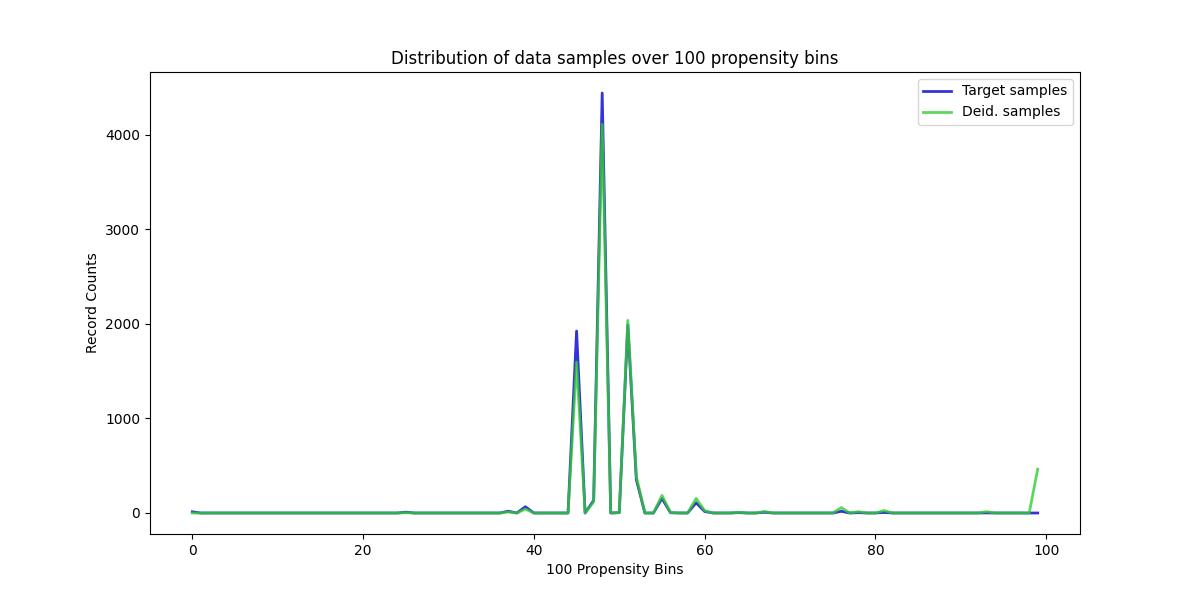 Distribution of data samples over 100 propensity bins
Target samples
Deid. samples
Record Counts
4000
3000
2000
1000
0
0 20 40 60 80 100
100 Propensity Bins